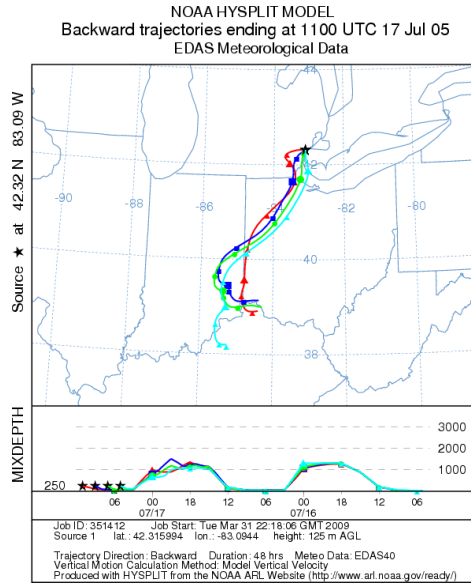 NOAA HYSPLIT MODEL
Backward trajectories ending at 1100 UTC 17 Jul 05
EDAS Meteorological Data
Source ★ at 42.32 N 83.09 W
44
42
-90
-88
-86
-84
-82
-80
40
38
MIXDEPTH
3000
2000
1000
250
06 00 18 12 06 00 18 12 06
07/17 07/16
Job ID: 351412 Job Start: Tue Mar 31 22:18:06 GMT 2009
Source 1 lat.: 42.315994 lon.: -83.0944 height: 125 m AGL
Trajectory Direction: Backward Duration: 48 hrs Meteo Data: EDAS40
Vertical Motion Calculation Method: Model Vertical Velocity
Produced with HYSPLIT from the NOAA ARL Website (http://www.arl.noaa.gov/ready/)